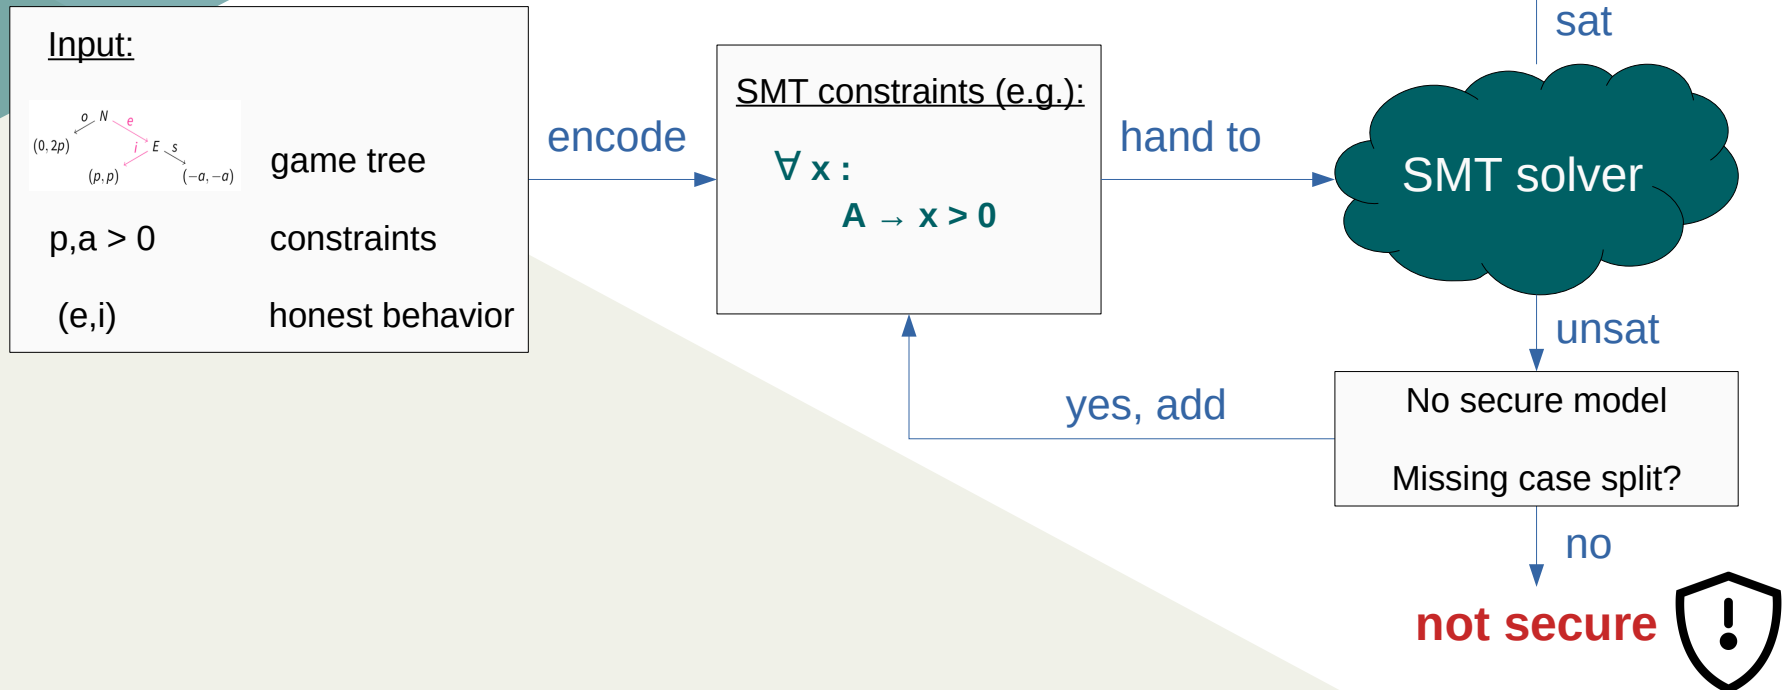 Input:
o N e
(0, 2p) i E s
(p, p) (−a, −a)
game tree
p,a > 0 constraints
(e,i) honest behavior
encode
SMT constraints (e.g.):
∀ x :
A → x > 0
hand to
sat
SMT solver
unsat
No secure model
Missing case split?
yes, add
no
not secure